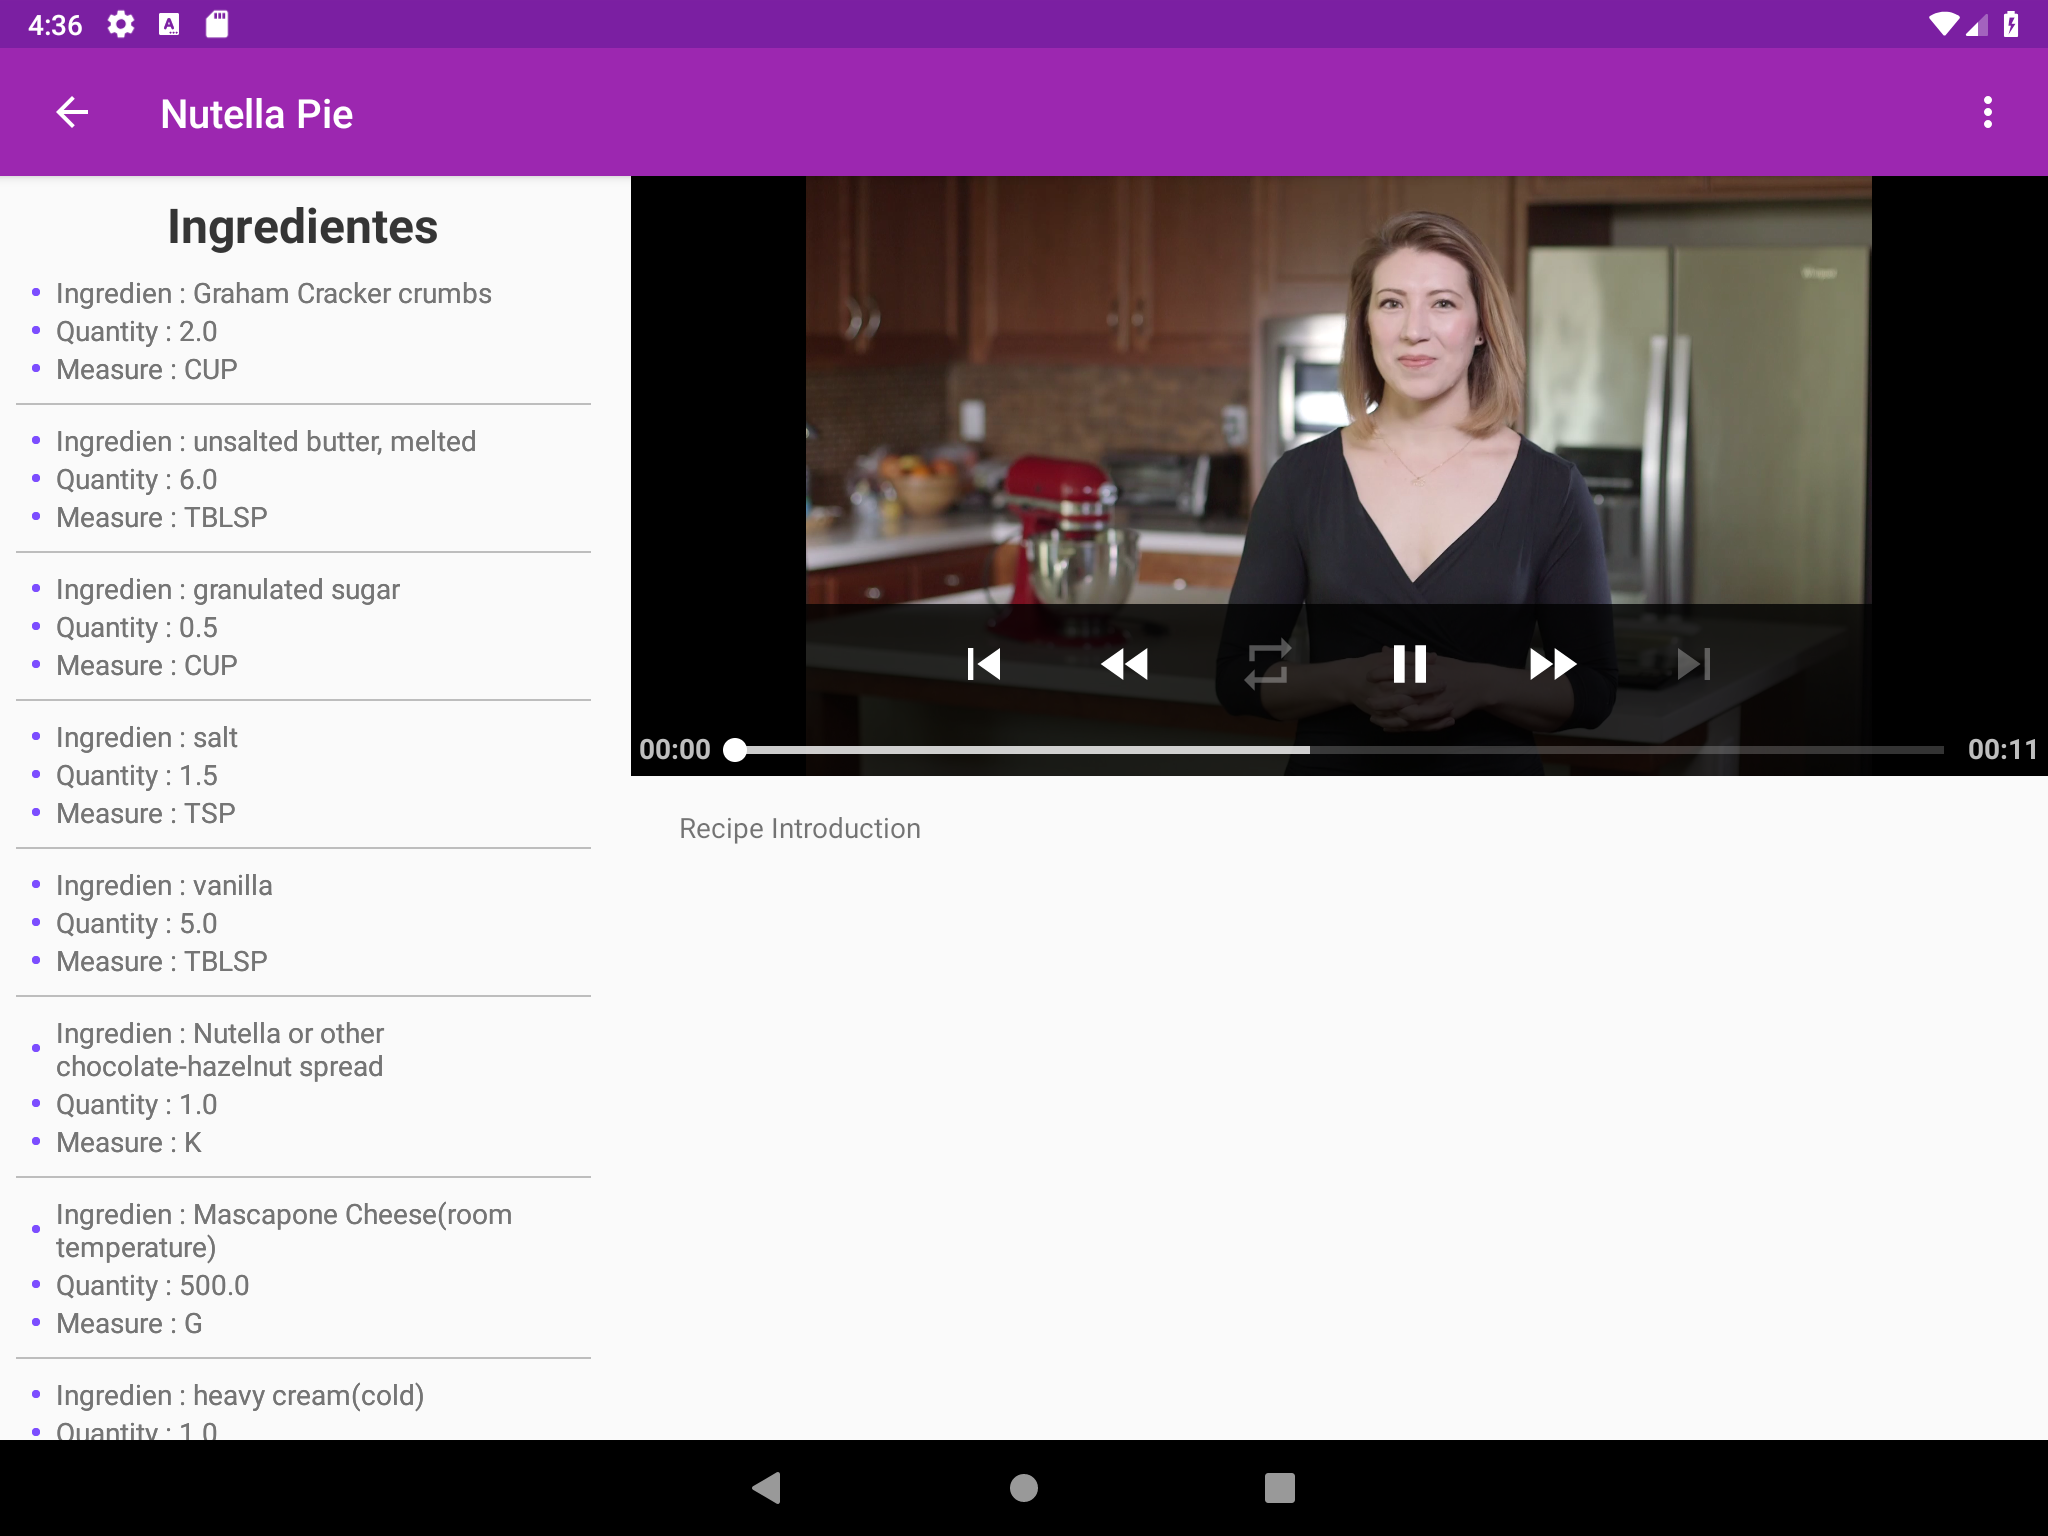 4:36
Nutella Pie
Ingredientes
Ingredien : Graham Cracker crumbs
Quantity : 2.0
Measure : CUP
Ingredien : unsalted butter, melted
Quantity : 6.0
Measure : TBLSP
Ingredien : granulated sugar
Quantity : 0.5
Measure : CUP
Ingredien : salt
Quantity : 1.5
Measure : TSP
Ingredien : vanilla
Quantity : 5.0
Measure : TBLSP
Ingredien : Nutella or other
chocolate-hazelnut spread
Quantity : 1.0
Measure : K
Ingredien : Mascapone Cheese(room
temperature)
Quantity : 500.0
Measure : G
Ingredien : heavy cream(cold)
Quantity : 1.0
00:00
00:11
Recipe Introduction